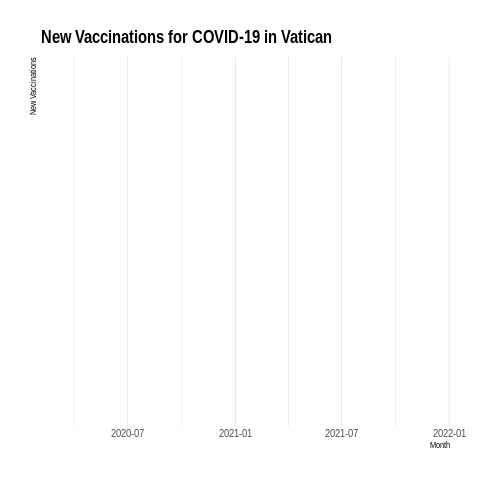 New Vaccinations for COVID-19 in Vatican
New Vaccinations
2020-07 2021-01 2021-07 2022-01
Month